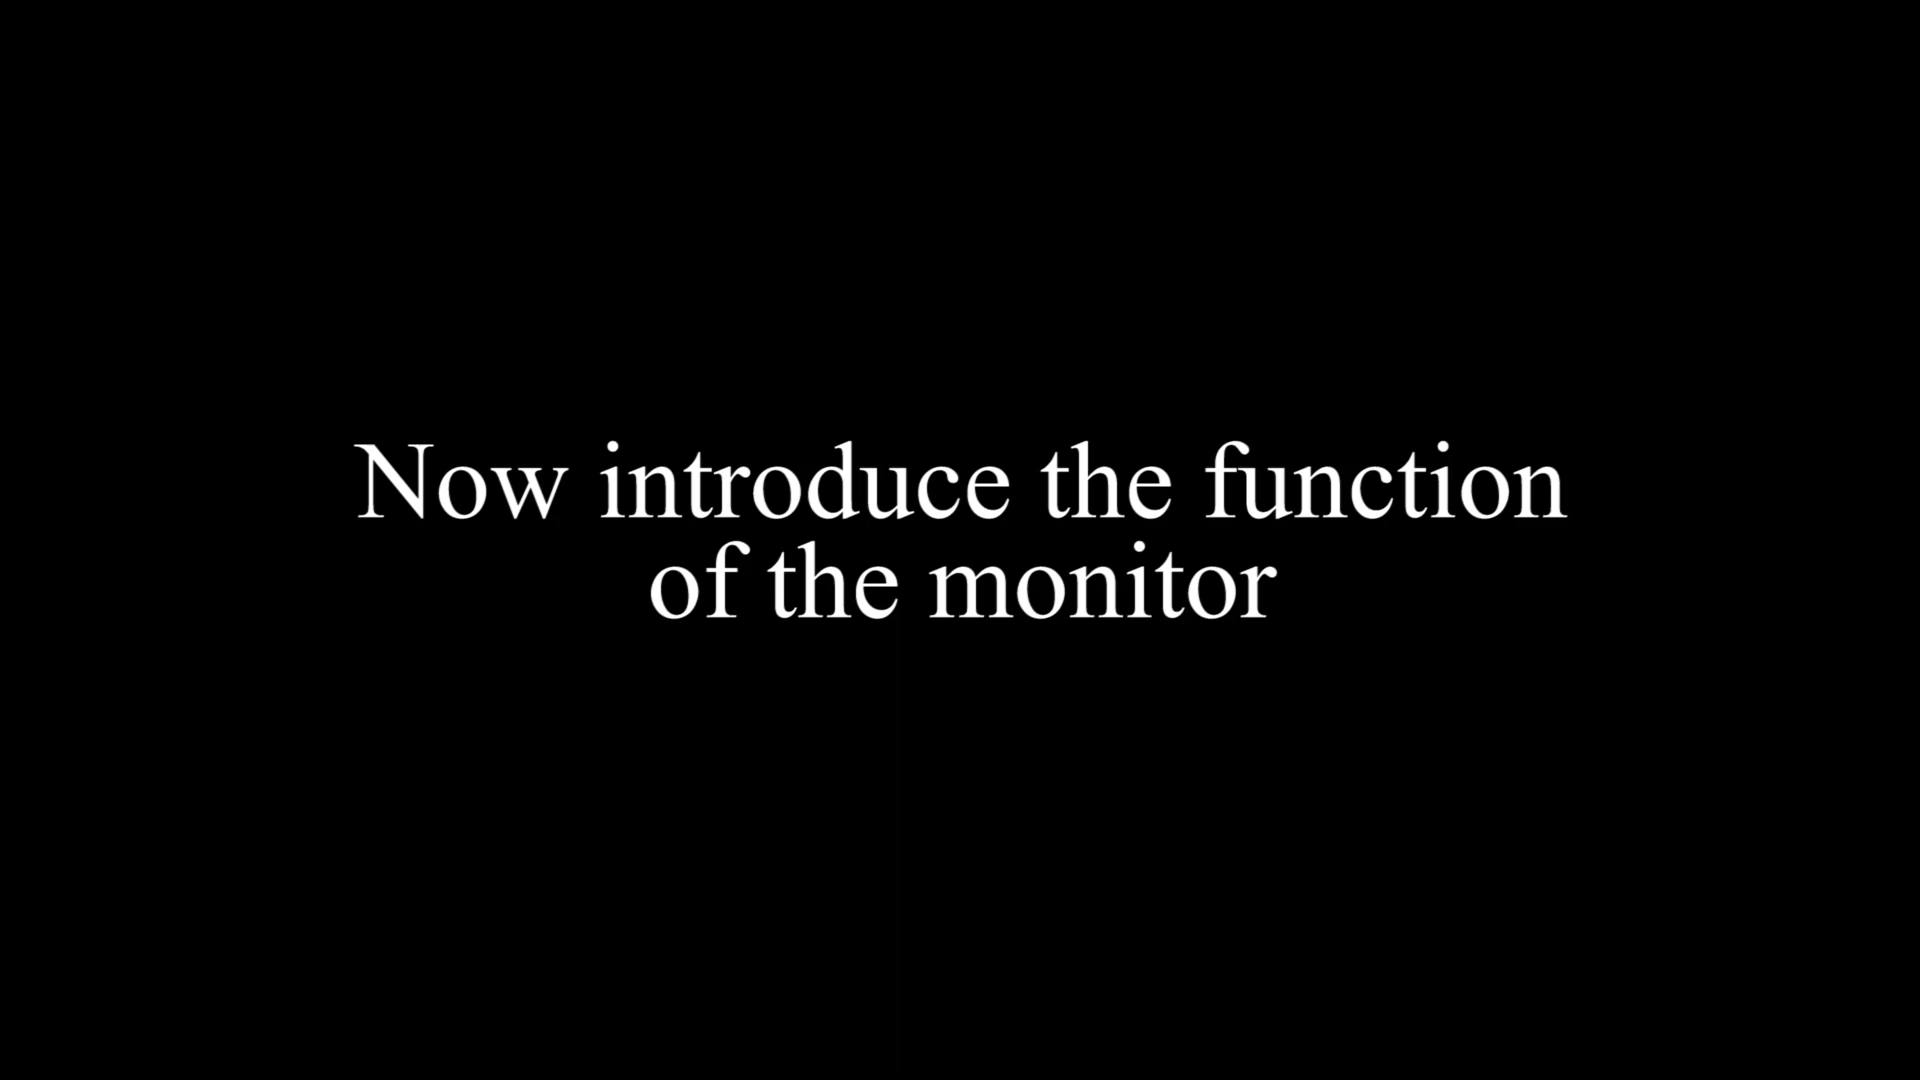 Now introduce the function
of the monitor